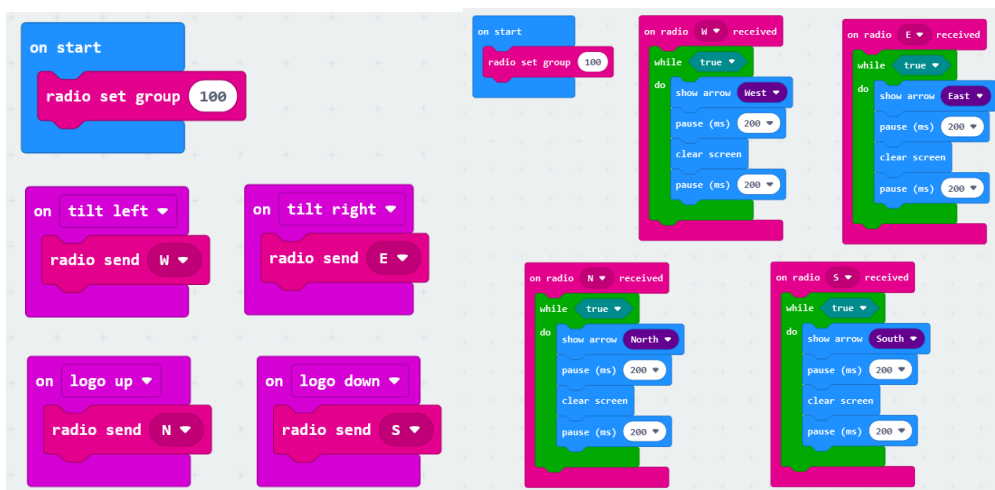 on start
radio set group 100
on tilt left
radio send W
on tilt right
radio send E
on logo up
radio send N
on logo down
radio send S
on start
radio set group 100
on radio W received
while true
do
show arrow West
pause (ms) 200
clear screen
pause (ms) 200
on radio E received
while true
do
show arrow East
pause (ms) 200
clear screen
pause (ms) 200
on radio N received
while true
do
show arrow North
pause (ms) 200
clear screen
pause (ms) 200
on radio S received
while true
do
show arrow South
pause (ms) 200
clear screen
pause (ms) 200